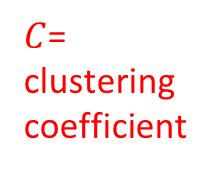 C=
clustering
coefficient